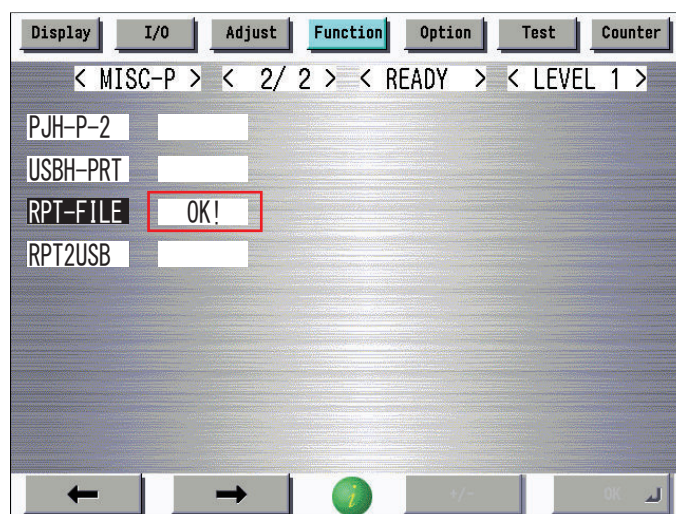 Display I/O Adjust Function Option Test Counter
< MISC-P > < 2/ 2 > < READY > < LEVEL 1 >
PJH-P-2
USBH-PRT
RPT-FILE OK!
RPT2USB
i +/- OK